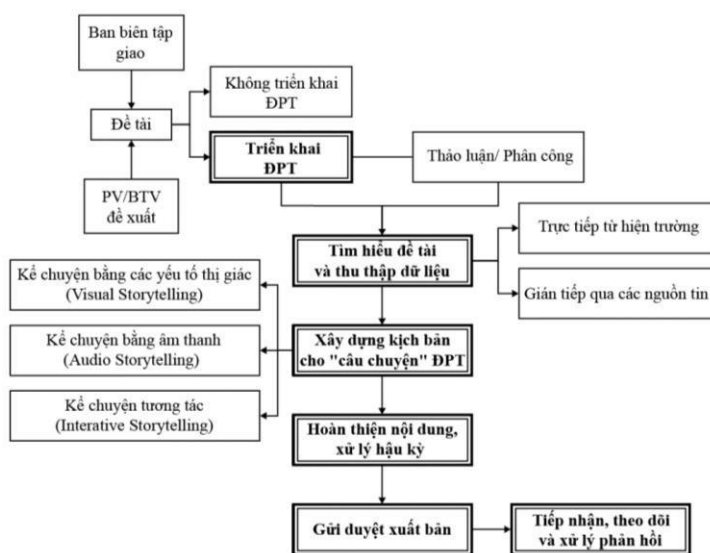 Ban biên tập
giao
Không triển khai
ĐPT
Đề tài
Triển khai
ĐPT
Thảo luận/ Phân công
PV/BTV
đề xuất
Tìm hiểu đề tài
và thu thập dữ liệu
Trực tiếp từ hiện trường
Gián tiếp qua các nguồn tin
Kể chuyện bằng các yếu tố thị giác
(Visual Storytelling)
Kể chuyện bằng âm thanh
(Audio Storytelling)
Kể chuyện tương tác
(Interative Storytelling)
Xây dựng kịch bản
cho "câu chuyện" ĐPT
Hoàn thiện nội dung,
xử lý hậu kỳ
Gửi duyệt xuất bản
Tiếp nhận, theo dõi
và xử lý phản hồi